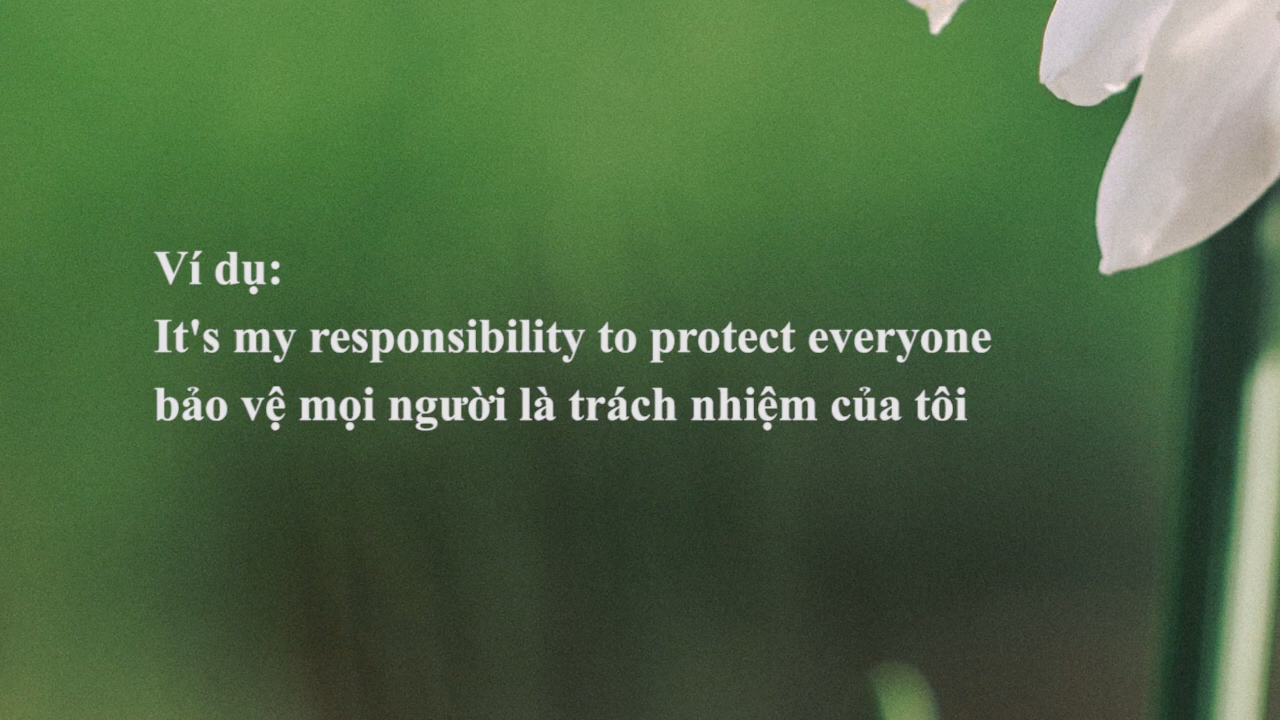 Ví dụ:
It's my responsibility to protect everyone
bảo vệ mọi người là trách nhiệm của tôi